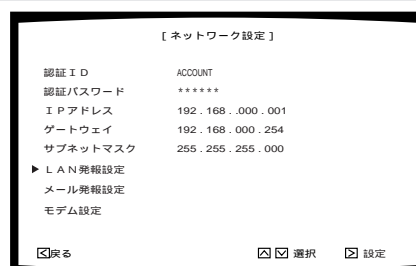 [ネットワーク設定]
認証ＩＤ ACCOUNT
認証パスワード ******
ＩＰアドレス 192 . 168 . .000 . 001
ゲートウェイ 192 . 168 . 000 . 254
サブネットマスク 255 . 255 . 255 . 000
▶ ＬＡＮ発報設定
メール発報設定
モデム設定
戻る 選択 設定